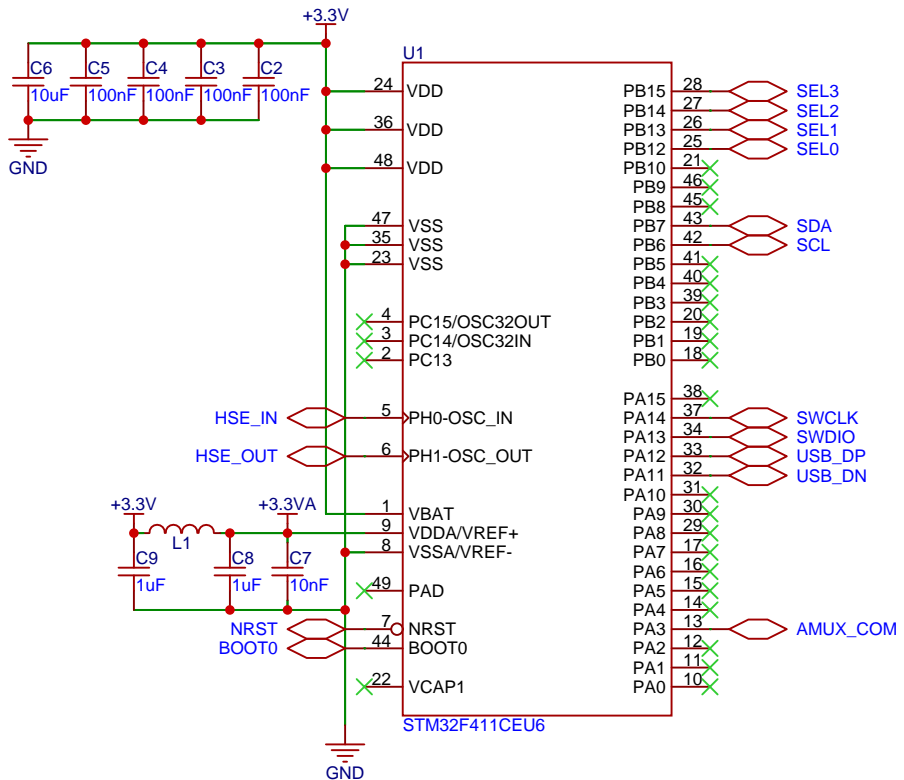 +3.3V
C6
10uF
C5
100nF
C4
100nF
C3
100nF
C2
100nF
GND
U1
24 VDD
36 VDD
48 VDD
47 VSS
35 VSS
23 VSS
4 PC15/OSC32OUT
3 PC14/OSC32IN
2 PC13
HSE_IN 5 PH0-OSC_IN
HSE_OUT 6 PH1-OSC_OUT
1 VBAT
9 VDDA/VREF+
8 VSSA/VREF-
+3.3V
+3.3VA
L1
C9
1uF
C8
1uF
C7
10nF
49 PAD
NRST 7 NRST
BOOT0 44 BOOT0
22 VCAP1
PB15 28 SEL3
PB14 27 SEL2
PB13 26 SEL1
PB12 25 SEL0
PB10 21
PB9 46
PB8 45
PB7 43 SDA
PB6 42 SCL
PB5 41
PB4 40
PB3 39
PB2 20
PB1 19
PB0 18
PA15 38
PA14 37 SWCLK
PA13 34 SWDIO
PA12 33 USB_DP
PA11 32 USB_DN
PA10 31
PA9 30
PA8 29
PA7 17
PA6 16
PA5 15
PA4 14
PA3 13 AMUX_COM
PA2 12
PA1 11
PA0 10
STM32F411CEU6
GND